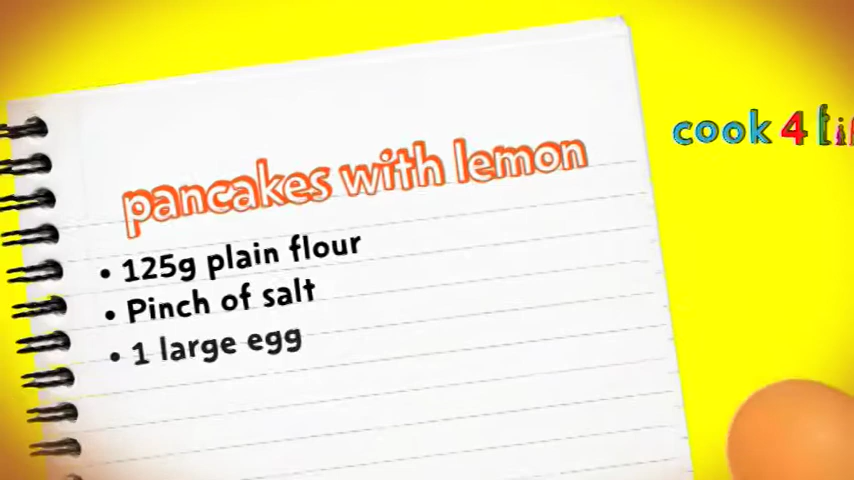 pancakes with lemon
cook 4
• 125g plain flour
• Pinch of salt
• 1 large egg